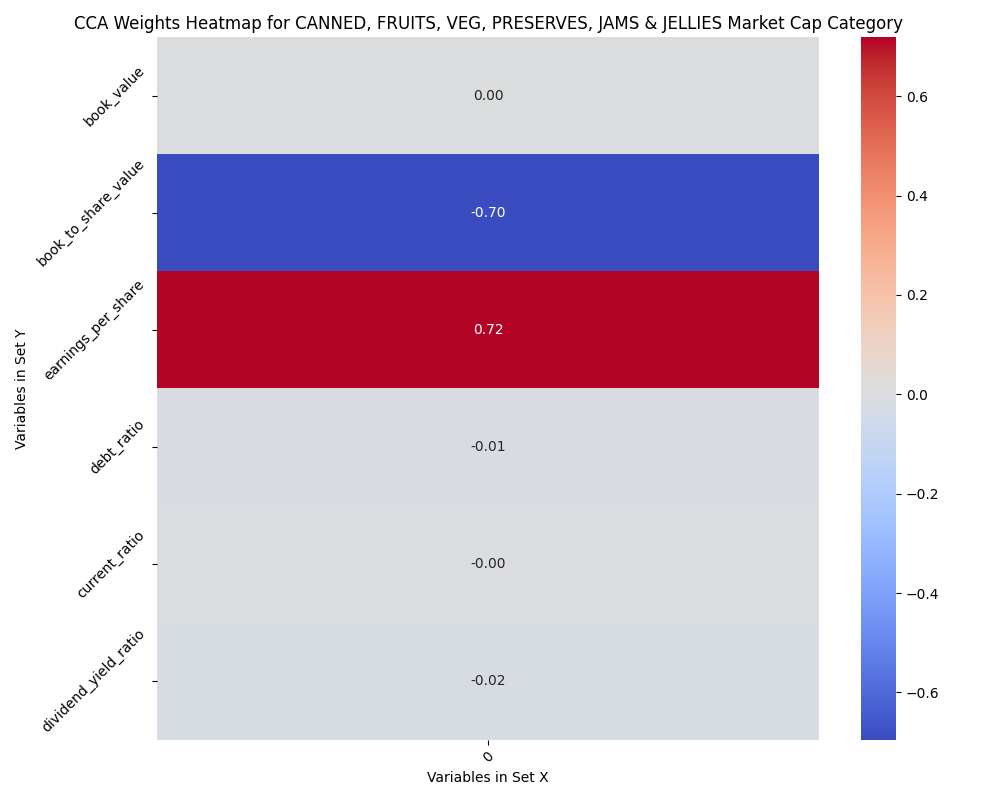 CCA Weights Heatmap for CANNED, FRUITS, VEG, PRESERVES, JAMS & JELLIES Market Cap Category
Variables in Set Y
book_value
0.00
book_to_share_value
-0.70
earnings_per_share
0.72
debt_ratio
-0.01
current_ratio
-0.00
dividend_yield_ratio
-0.02
0
Variables in Set X
0.6
0.4
0.2
0.0
−0.2
−0.4
−0.6